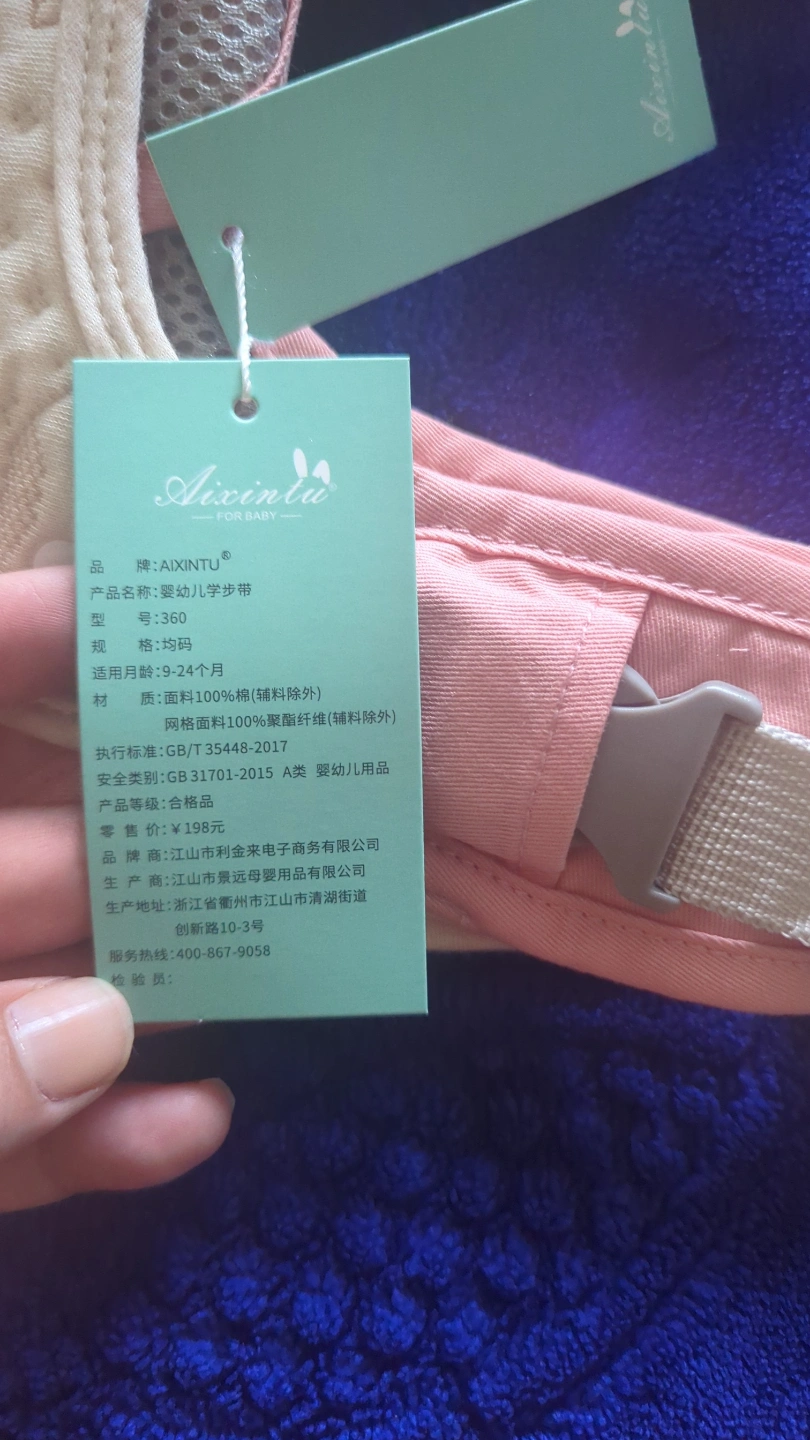 Aixintu
Aixintu®
FOR BABY
品 牌:AIXINTU®
产品名称:婴幼儿学步带
型 号:360
规 格:均码
适用月龄:9-24个月
材 质:面料100%棉(辅料除外)
网格面料100%聚酯纤维(辅料除外)
执行标准:GB/T 35448-2017
安全类别:GB 31701-2015 A类 婴幼儿用品
产品等级:合格品
零 售 价:¥198元
品 牌 商:江山市利金来电子商务有限公司
生 产 商:江山市景远母婴用品有限公司
生产地址:浙江省衢州市江山市清湖街道
创新路10-3号
服务热线:400-867-9058
检 验 员: